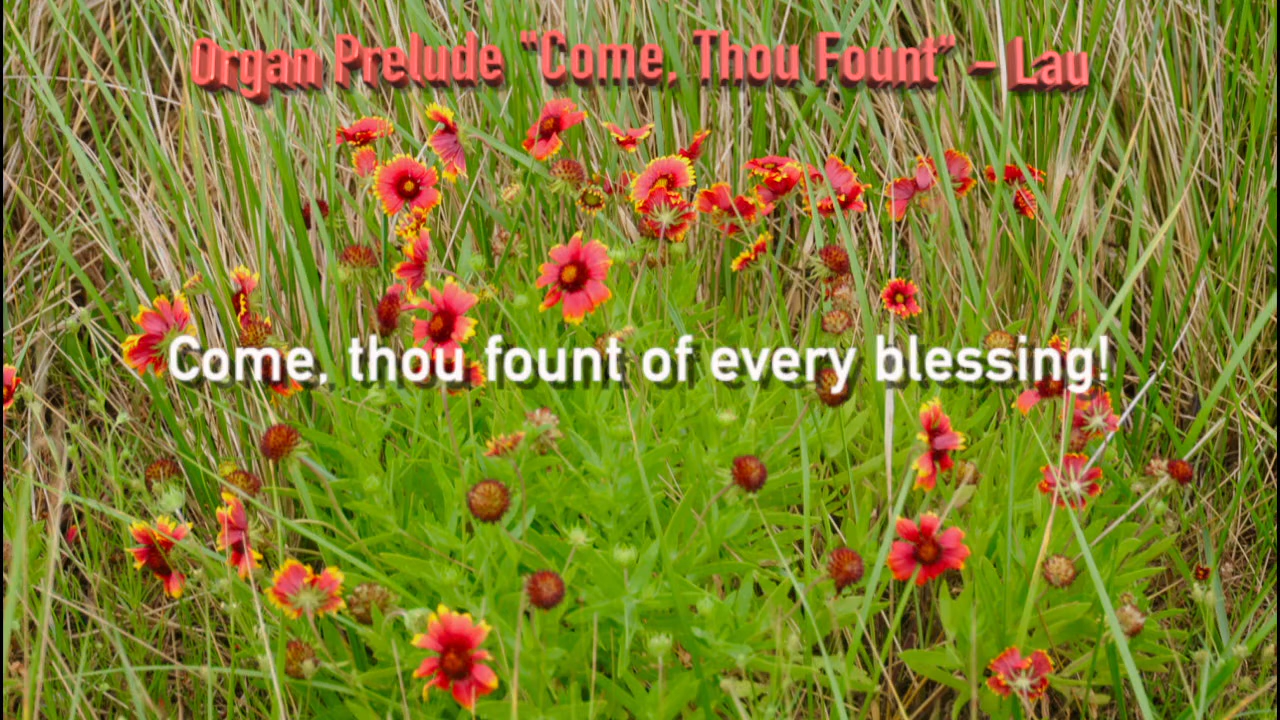 Organ Prelude "Come, Thou Fount" - Lau
Come, thou fount of every blessing!